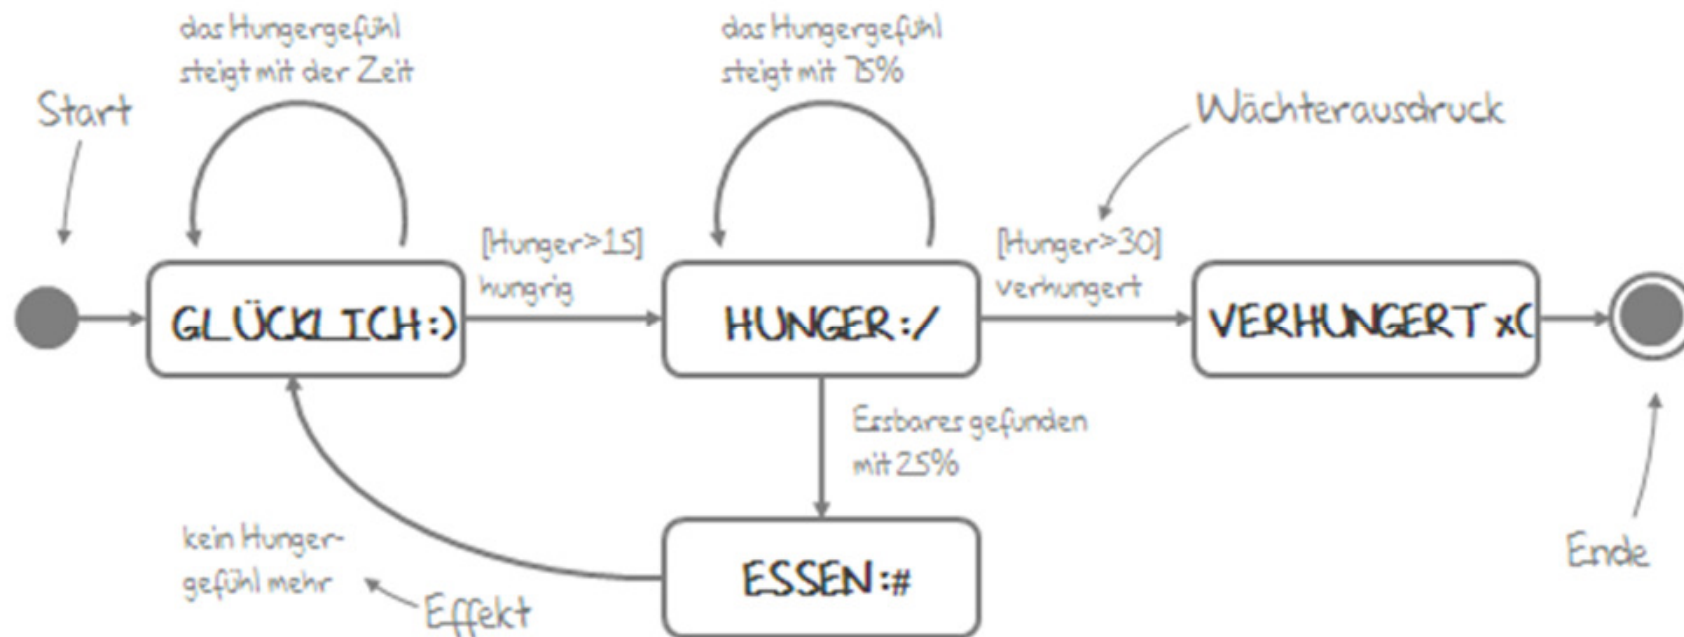 das Hungergefühl
steigt mit der Zeit
das Hungergefühl
steigt mit 75%
Start
Wächterausdruck
[Hunger>15]
hungrig
[Hunger>30]
verhungert
GLÜCKLICH:)
HUNGER:/
VERHUNGERT x(
Essbares gefunden
mit 25%
kein Hunger-
gefühl mehr
Effekt
ESSEN:#
Ende